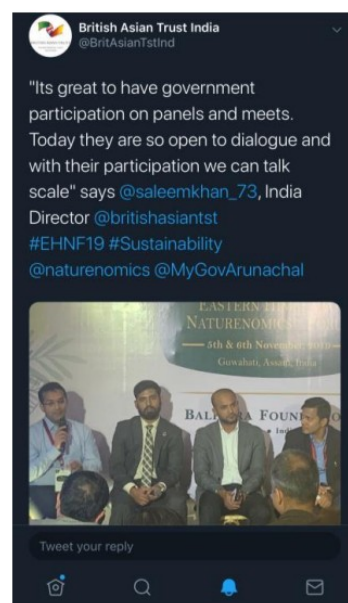 British Asian Trust India
@BritAsianTstInd
"Its great to have government
participation on panels and meets.
Today they are so open to dialogue and
with their participation we can talk
scale" says @saleemkhan_73, India
Director @britishasiantst
#EHNF19 #Sustainability
@naturenomics @MyGovArunachal
EASTERN
NATURENOMICS
5th & 6th November
Guwahati, Assam, India
Tweet your reply